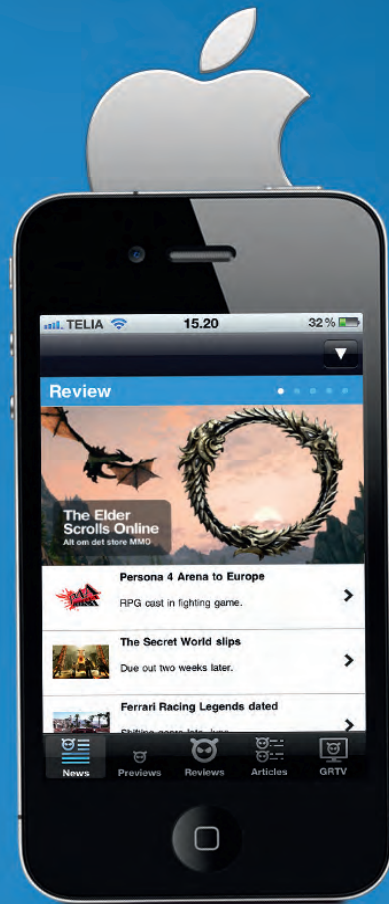 TELIA 15.20 32%
Review
The Elder
Scrolls Online
Alt om det store MMO
Persona 4 Arena to Europe
RPG cast in fighting game.
The Secret World slips
Due out two weeks later.
Ferrari Racing Legends dated
News Previews Reviews Articles GRTV